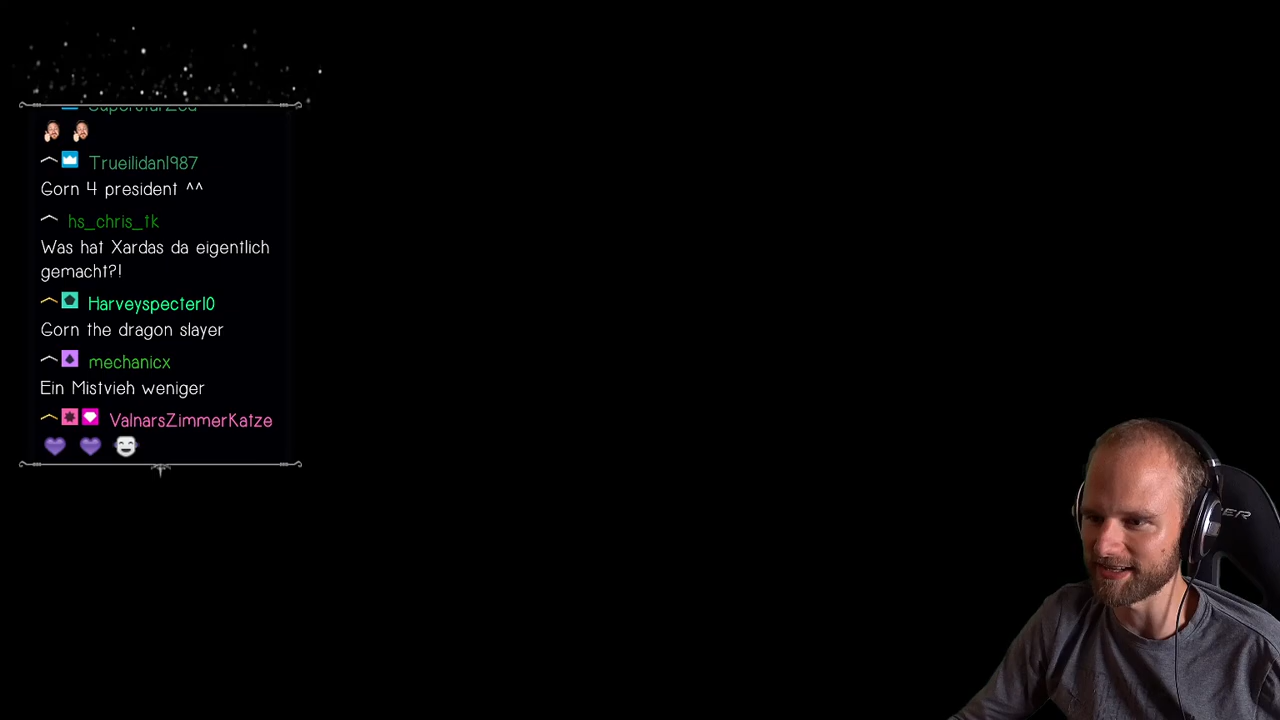 Trueilidan1987
Gorn 4 president ^^
hs_chris_tk
Was hat Xardas da eigentlich
gemacht?!
Harveyspecter10
Gorn the dragon slayer
mechanicx
Ein Mistvieh weniger
ValnarsZimmerKatze